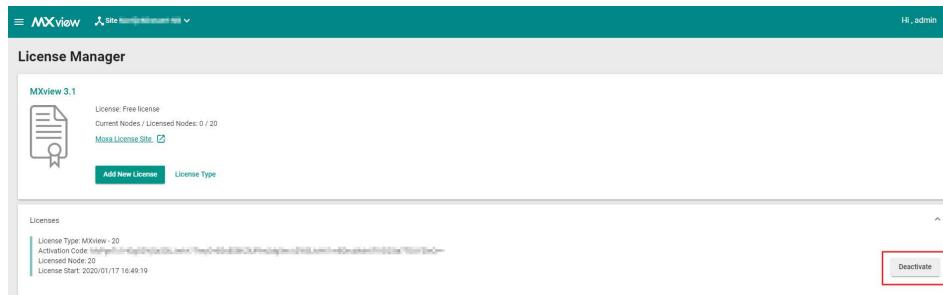 MXview Site
Hi , admin
License Manager
MXview 3.1
License: Free license
Current Nodes / Licensed Nodes: 0 / 20
Moxa License Site
Add New License License Type
Licenses
License Type: MXview - 20
Activation Code:
Licensed Node: 20
License Start: 2020/01/17 16:49:19
Deactivate